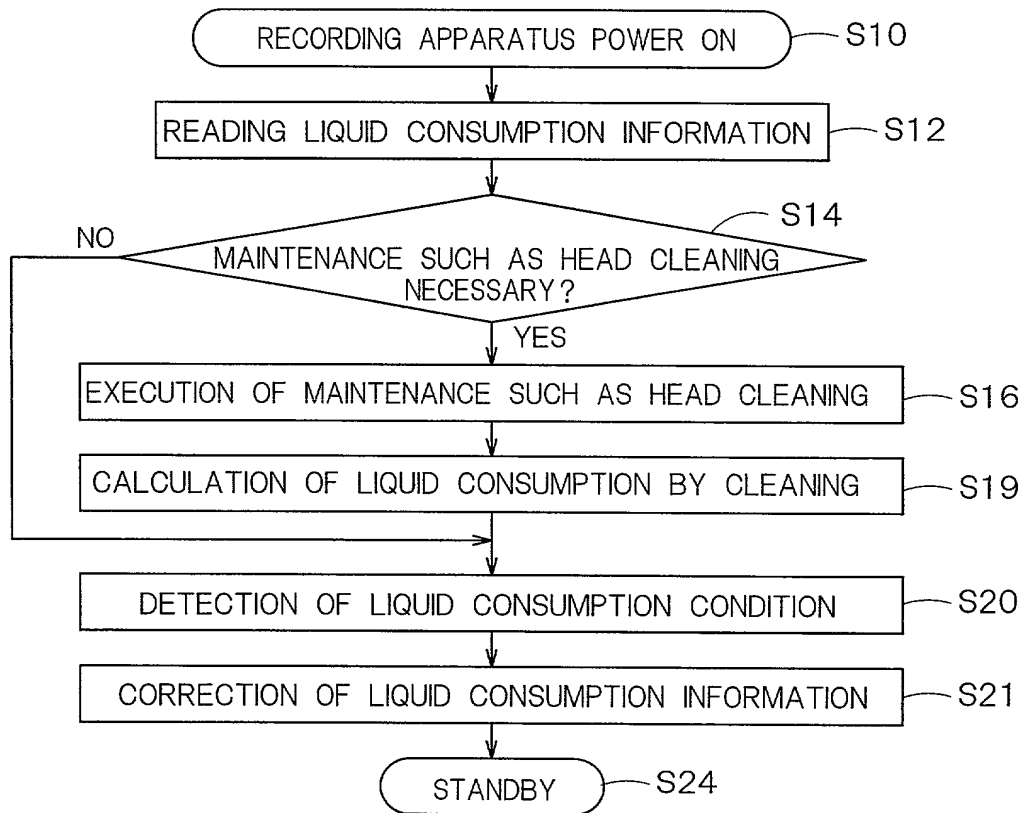 RECORDING APPARATUS POWER ON
S10
READING LIQUID CONSUMPTION INFORMATION
S12
S14
NO
MAINTENANCE SUCH AS HEAD CLEANING
NECESSARY?
YES
EXECUTION OF MAINTENANCE SUCH AS HEAD CLEANING
S16
CALCULATION OF LIQUID CONSUMPTION BY CLEANING
S19
DETECTION OF LIQUID CONSUMPTION CONDITION
S20
CORRECTION OF LIQUID CONSUMPTION INFORMATION
S21
STANDBY
S24